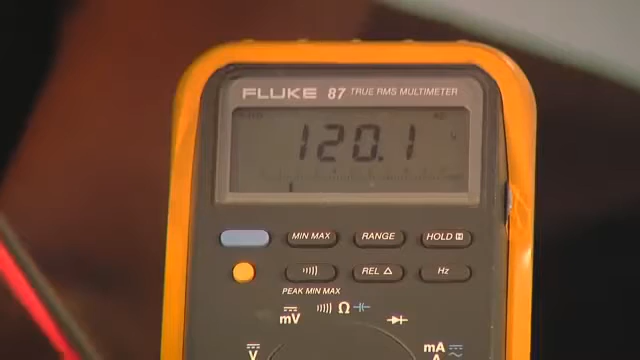 FLUKE 87 TRUE RMS MULTIMETER
120.1
MIN MAX RANGE HOLD
REL △ Hz
PEAK MIN MAX
mV Ω
V mA